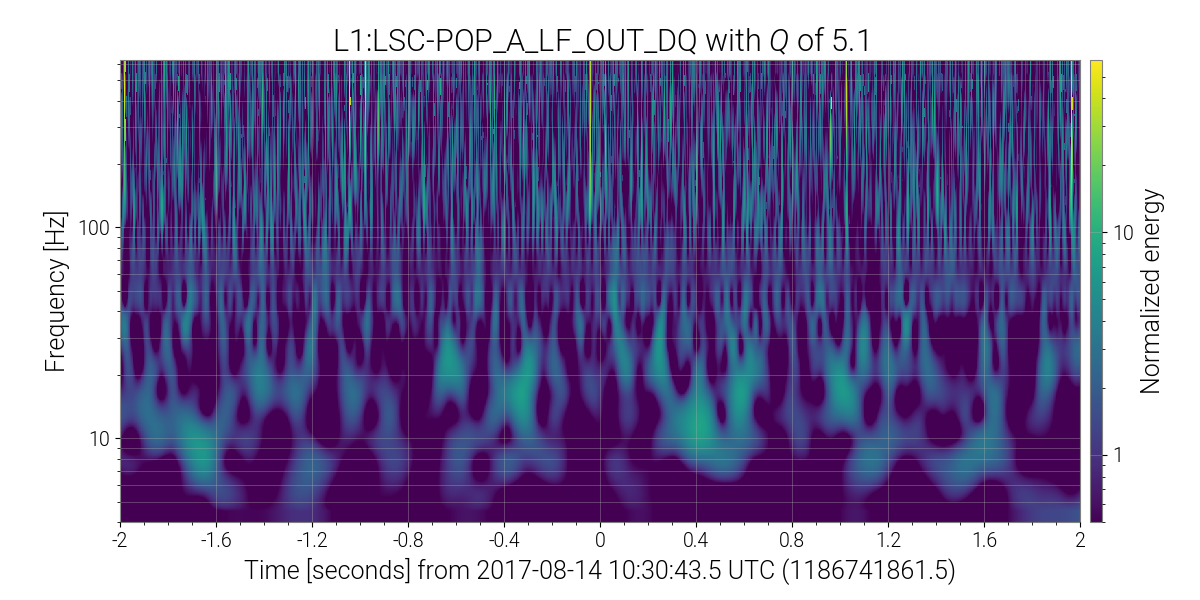 L1:LSC-POP_A_LF_OUT_DQ with Q of 5.1
Frequency [Hz]
100
10
-2 -1.6 -1.2 -0.8 -0.4 0 0.4 0.8 1.2 1.6 2
Time [seconds] from 2017-08-14 10:30:43.5 UTC (1186741861.5)
10
1
Normalized energy